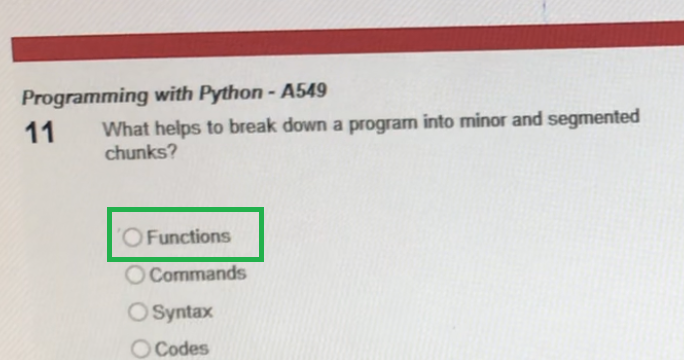 Programming with Python - A549
11 What helps to break down a program into minor and segmented
chunks?
Functions
Commands
Syntax
Codes